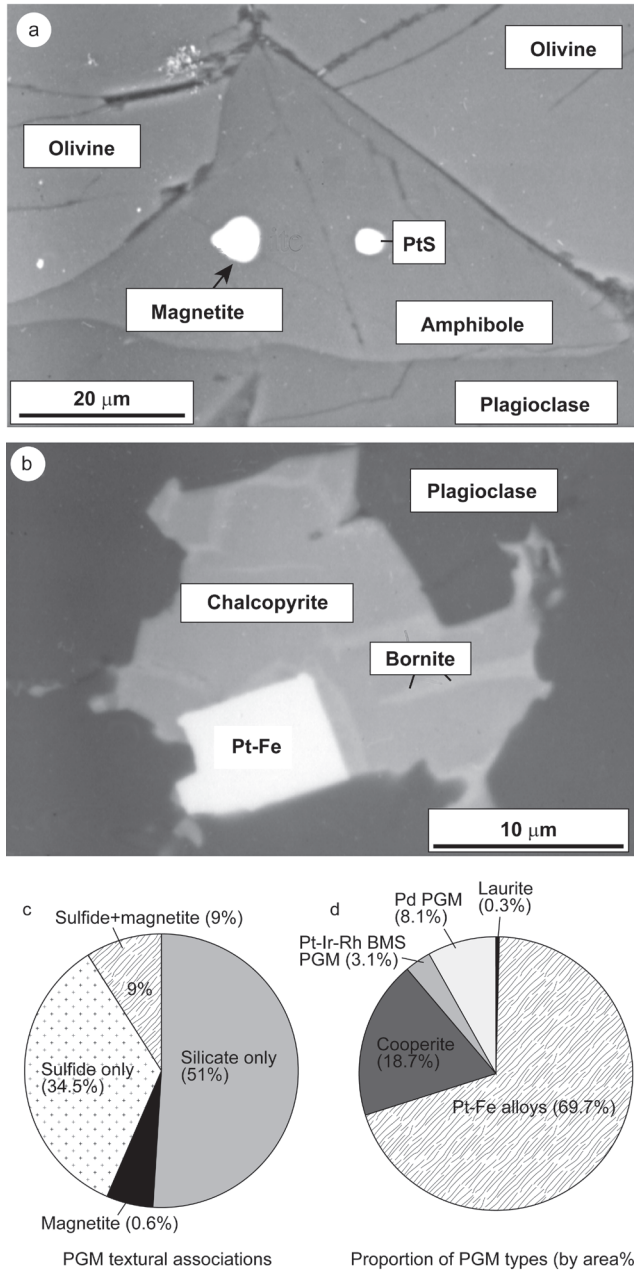 a
Olivine
Olivine
PtS
Magnetite
Amphibole
20 μm
Plagioclase
b
Plagioclase
Chalcopyrite
Bornite
Pt-Fe
10 μm
c
Sulfide+magnetite (9%)
9%
Sulfide only
(34.5%)
Silicate only
(51%)
Magnetite (0.6%)
PGM textural associations
d
Laurite
(0.3%)
Pd PGM
(8.1%)
Pt-Ir-Rh BMS
PGM (3.1%)
Cooperite
(18.7%)
Pt-Fe alloys (69.7%)
Proportion of PGM types (by area%